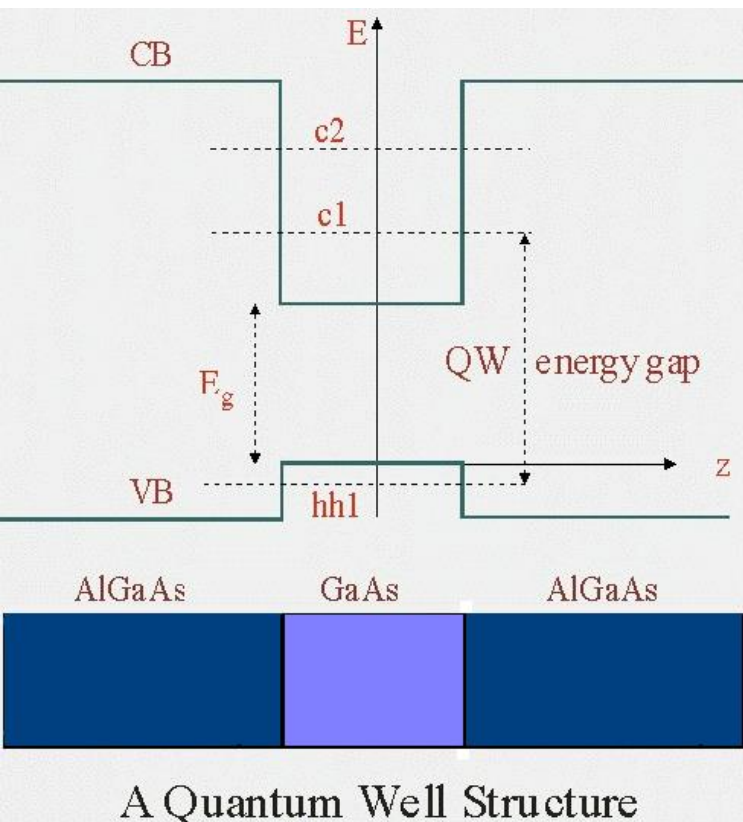 E
CB
c2
c1
QW energy gap
Eg
z
VB
hh1
AlGaAs GaAs AlGaAs
A Quantum Well Structure